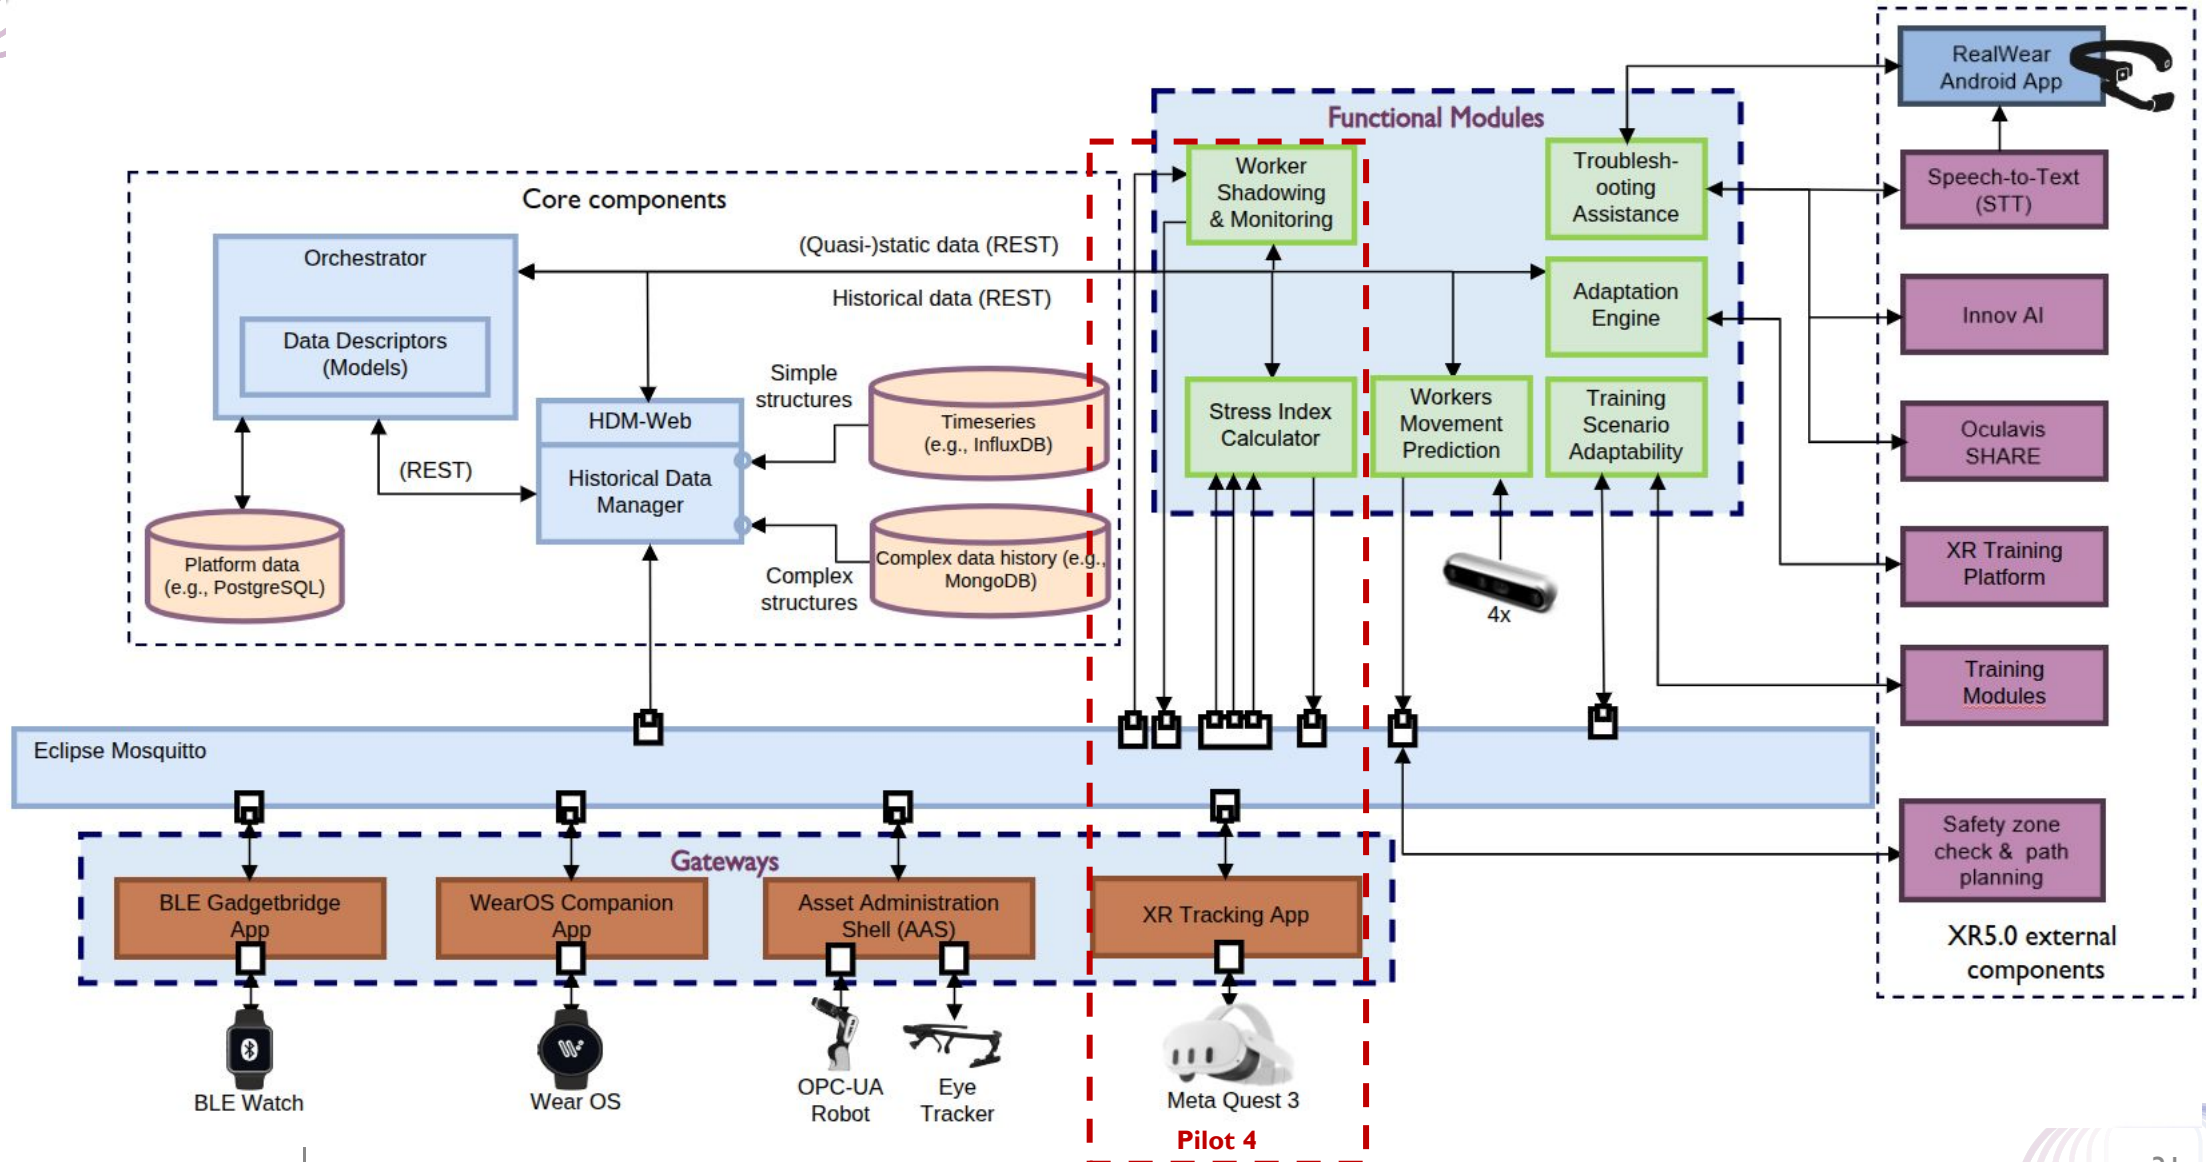 RealWear
Android App
Functional Modules
Worker
Shadowing
& Monitoring
Troublesh-
ooting
Assistance
Speech-to-Text
(STT)
Core components
Orchestrator
(Quasi-)static data (REST)
Historical data (REST)
Data Descriptors
(Models)
Adaptation
Engine
Innov AI
Simple
structures
HDM-Web
Timeseries
(e.g., InfluxDB)
Stress Index
Calculator
Workers
Movement
Prediction
Training
Scenario
Adaptability
Oculavis
SHARE
(REST)
Historical Data
Manager
Platform data
(e.g., PostgreSQL)
Complex
structures
Complex data history (e.g.,
MongoDB)
4x
XR Training
Platform
Training
Modules
Eclipse Mosquitto
Safety zone
check & path
planning
Gateways
BLE Gadgetbridge
App
WearOS Companion
App
Asset Administration
Shell (AAS)
XR Tracking App
XR5.0 external
components
BLE Watch
Wear OS
OPC-UA
Robot
Eye
Tracker
Meta Quest 3
Pilot 4